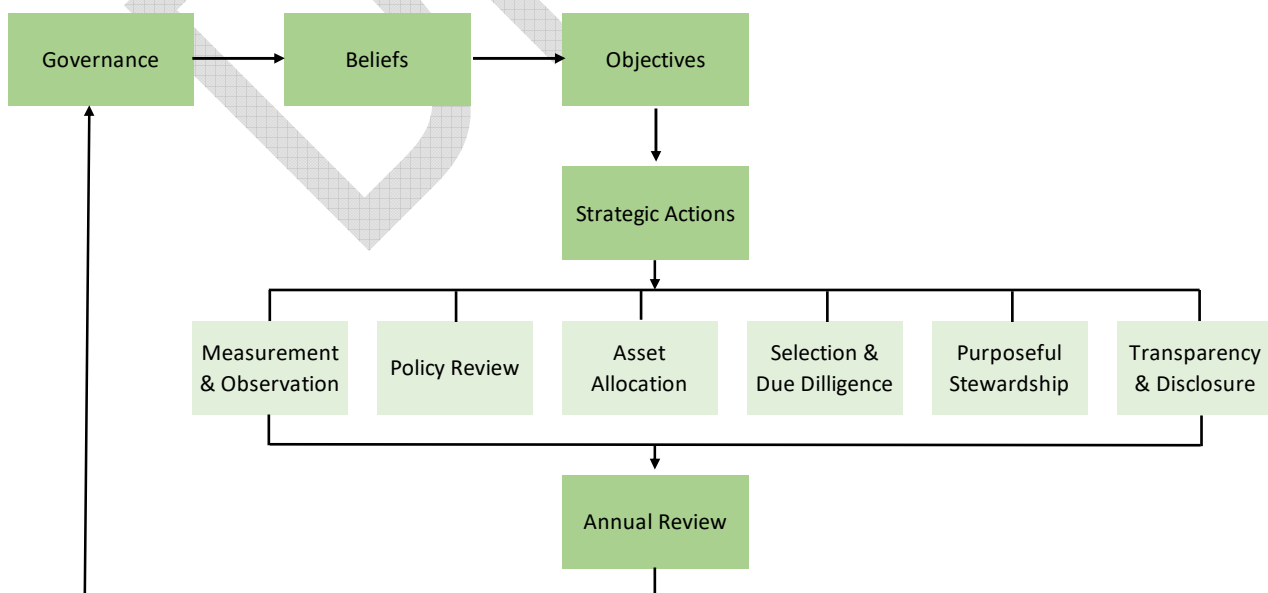 Governance
Beliefs
Objectives
Strategic Actions
Measurement
& Observation
Policy Review
Asset
Allocation
Selection &
Due Dilligence
Purposeful
Stewardship
Transparency
& Disclosure
Annual Review